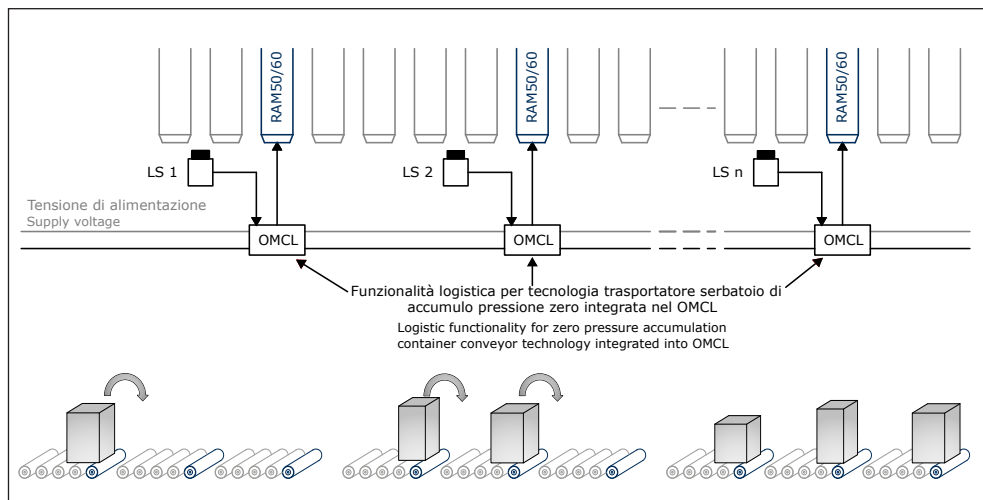 RAM50/60
RAM50/60
RAM50/60
LS 1
LS 2
LS n
Tensione di alimentazione
Supply voltage
OMCL
OMCL
OMCL
Funzionalità logistica per tecnologia trasportatore serbatoio di
accumulo pressione zero integrata nel OMCL
Logistic functionality for zero pressure accumulation
container conveyor technology integrated into OMCL